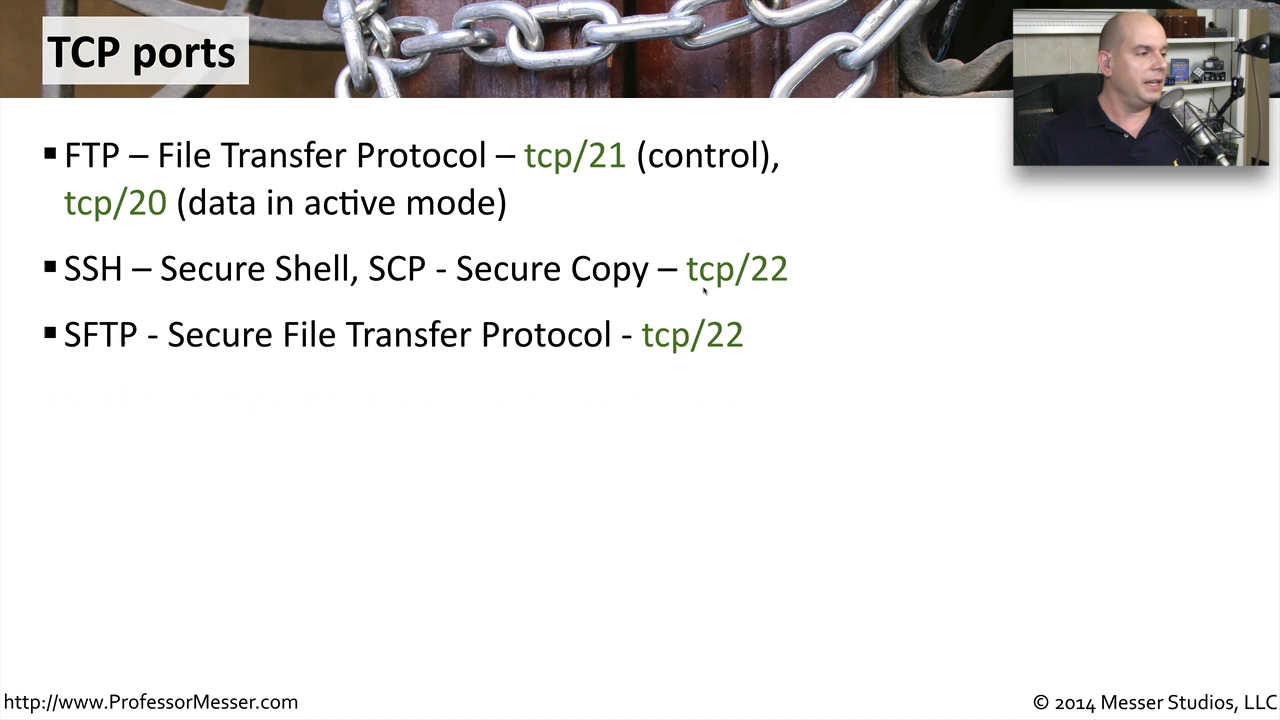 TCP ports
▪ FTP – File Transfer Protocol – tcp/21 (control),
tcp/20 (data in active mode)
▪ SSH – Secure Shell, SCP - Secure Copy – tcp/22
▪ SFTP - Secure File Transfer Protocol - tcp/22
http://www.ProfessorMesser.com
© 2014 Messer Studios, LLC